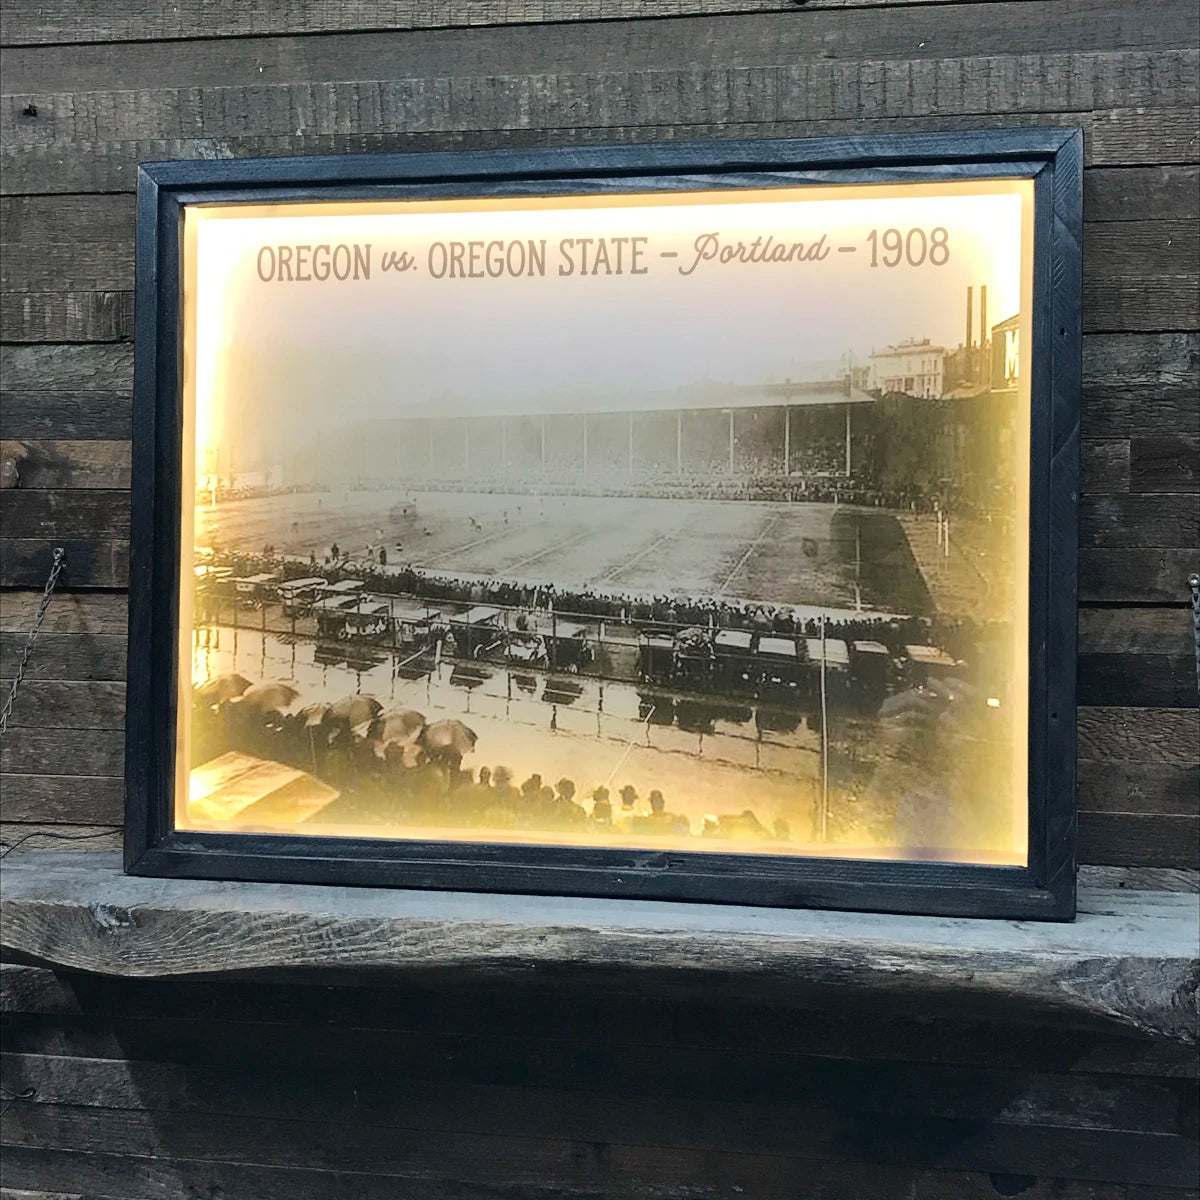 OREGON vs. OREGON STATE - Portland - 1908